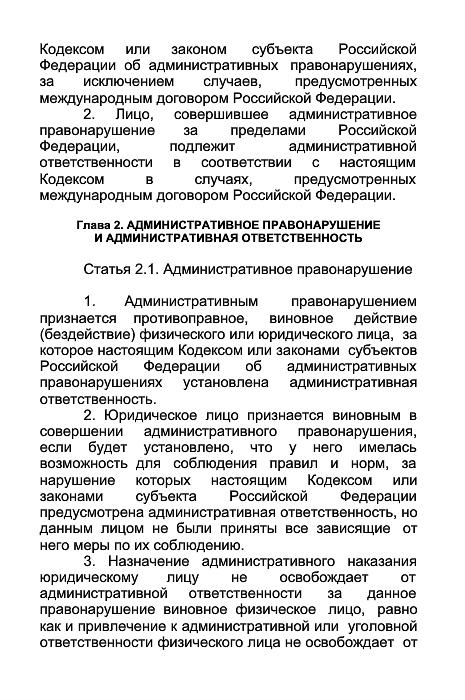 Кодексом или законом субъекта Российской
Федерации об административных правонарушениях,
за исключением случаев, предусмотренных
международным договором Российской Федерации.
2. Лицо, совершившее административное
правонарушение за пределами Российской
Федерации, подлежит административной
ответственности в соответствии с настоящим
Кодексом в случаях, предусмотренных
международным договором Российской Федерации.
Глава 2. АДМИНИСТРАТИВНОЕ ПРАВОНАРУШЕНИЕ
И АДМИНИСТРАТИВНАЯ ОТВЕТСТВЕННОСТЬ
Статья 2.1. Административное правонарушение
1. Административным правонарушением
признается противоправное, виновное действие
(бездействие) физического или юридического лица, за
которое настоящим Кодексом или законами субъектов
Российской Федерации об административных
правонарушениях установлена административная
ответственность.
2. Юридическое лицо признается виновным в
совершении административного правонарушения,
если будет установлено, что у него имелась
возможность для соблюдения правил и норм, за
нарушение которых настоящим Кодексом или
законами субъекта Российской Федерации
предусмотрена административная ответственность, но
данным лицом не были приняты все зависящие от
него меры по их соблюдению.
3. Назначение административного наказания
юридическому лицу не освобождает от
административной ответственности за данное
правонарушение виновное физическое лицо, равно
как и привлечение к административной или уголовной
ответственности физического лица не освобождает от